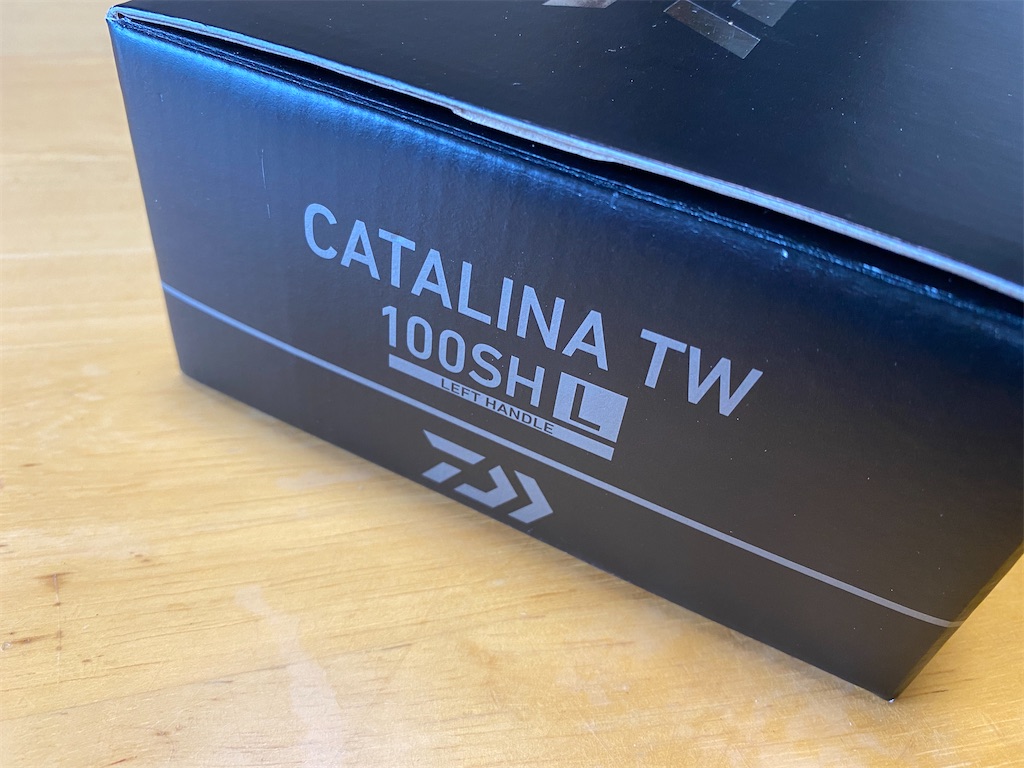 CATALINA TW
100SH L
LEFT HANDLE